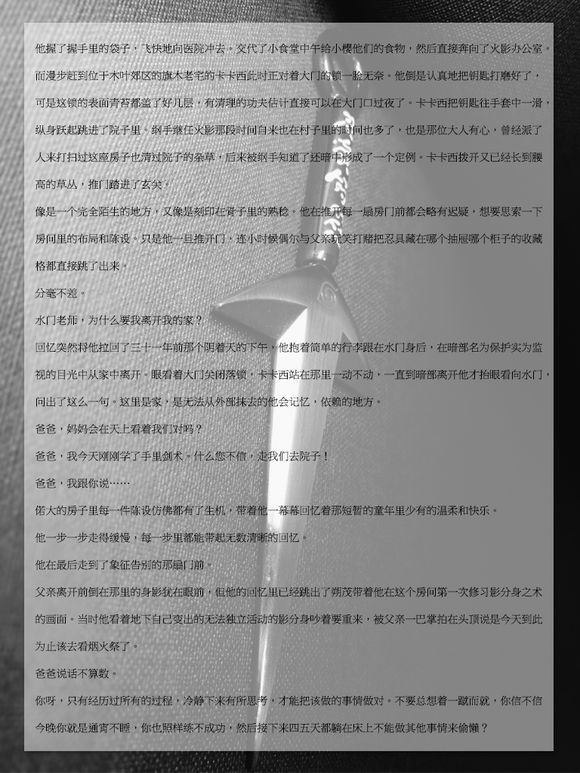 他握了握手里的袋子，飞快地向医院冲去。交代了小食堂中午给小樱他们的食物，然后直接奔向了火影办公室。
而漫步赶到位于木叶郊区的旗木老宅的卡卡西此时正对着大门的锁一脸无奈。他倒是认真地把钥匙打磨好了，
可是这锁的表面青苔都盖了好几层，有清理的功夫估计直接可以在大门口过夜了。卡卡西把钥匙往手套中一滑，
纵身跃起跳进了院子里。纲手继任火影那段时间自来也在村子里的时间也多了，也是那位大人有心，曾经派了
人来打扫过这座房子也清过院子的杂草，后来被纲手知道了还暗中形成了一个定例。卡卡西拨开又已经长到腰
高的草丛，推门踏进了玄关。
像是一个完全陌生的地方，又像是刻印在骨子里的熟稔。他在推开每一扇房门前都会略有迟疑，想要思索一下
房间里的布局和陈设。只是他一旦推开门，连小时候偶尔与父亲玩笑打赌把忍具藏在哪个抽屉哪个柜子的收藏
格都直接跳了出来。
分毫不差。
水门老师，为什么要我离开我的家？
回忆突然将他拉回了三十一年前那个阴着天的下午，他抱着简单的行李跟在水门身后，在暗部名为保护实为监
视的目光中从家中离开。眼看着大门关闭落锁，卡卡西站在那里一动不动，一直到暗部离开他才抬眼看向水门，
问出了这么一句。这里是家，是无法从外部抹去的他会记忆，依赖的地方。
爸爸，妈妈会在天上看着我们对吗？
爸爸，我今天刚刚学了手里剑术。什么您不信，走我们去院子！
爸爸，我跟你说……
偌大的房子里每一件陈设仿佛都有了生机，带着他一幕幕回忆着那短暂的童年里少有的温柔和快乐。
他一步一步走得缓慢，每一步里都能带起无数清晰的回忆。
他在最后走到了象征告别的那扇门前。
父亲离开前倒在那里的身影犹在眼前，但他的回忆里已经跳出了朔茂带着他在这个房间第一次修习影分身之术
的画面。当时他看着地下自己变出的无法独立活动的影分身吵着要重来，被父亲一巴掌拍在头顶说是今天到此
为止该去看烟火祭了。
爸爸说话不算数。
你呀，只有经历过所有的过程，冷静下来有所思考，才能把该做的事情做对。不要总想着一蹴而就，你信不信
今晚你就是通宵不睡，你也照样练不成功，然后接下来四五天都躺在床上不能做其他事情来偷懒？